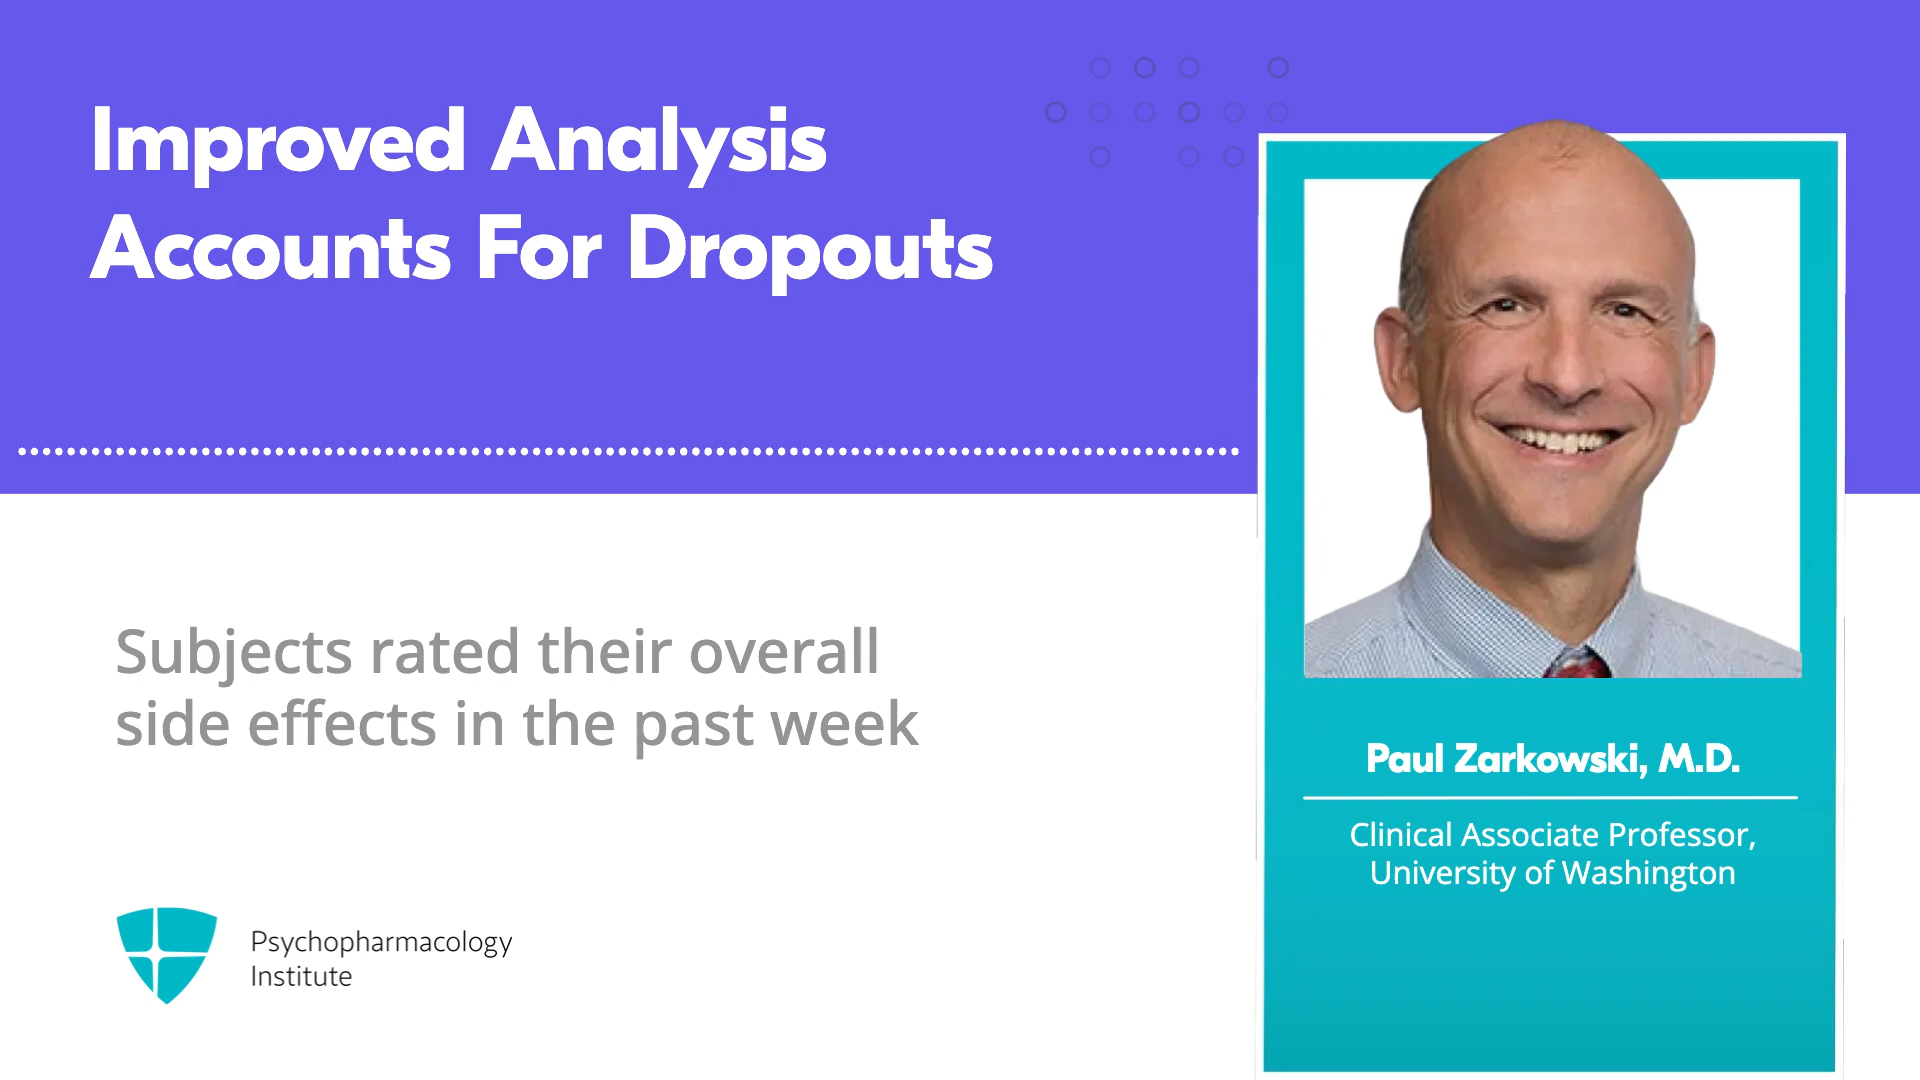 Improved Analysis
Accounts For Dropouts
Subjects rated their overall
side effects in the past week
Psychopharmacology
Institute
Paul Zarkowski, M.D.
Clinical Associate Professor,
University of Washington